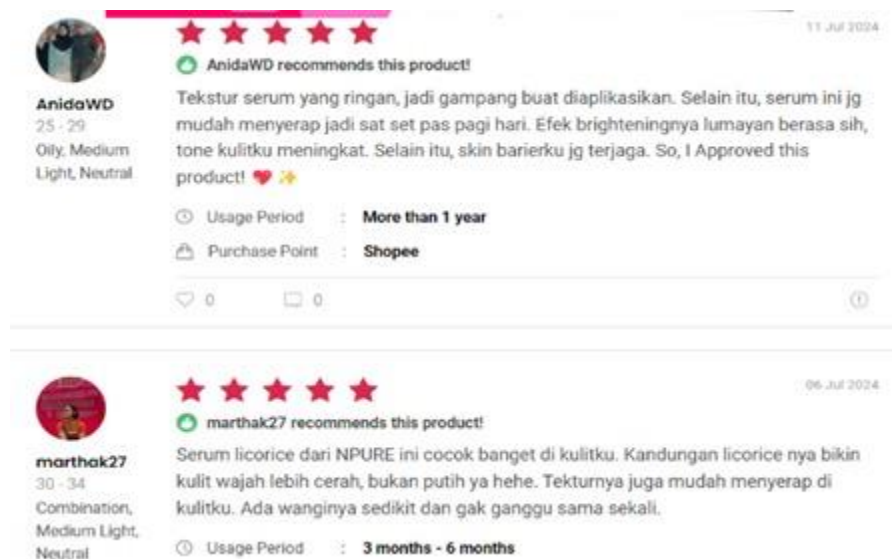 11 Jul 2024
AnidaWD recommends this product!
AnidaWD
25 - 29
Oily, Medium
Light, Neutral
Tekstur serum yang ringan, jadi gampang buat diaplikasikan. Selain itu, serum ini jg
mudah menyerap jadi sat set pas pagi hari. Efek brighteningnya lumayan berasa sih,
tone kulitku meningkat. Selain itu, skin barierku jg terjaga. So, I Approved this
product! ❤️ ✨
Usage Period : More than 1 year
Purchase Point : Shopee
0 0
06 Jul 2024
marthak27 recommends this product!
marthak27
30 - 34
Combination,
Medium Light,
Neutral
Serum licorice dari NPURE ini cocok banget di kulitku. Kandungan licorice nya bikin
kulit wajah lebih cerah, bukan putih ya hehe. Tekturnya juga mudah menyerap di
kulitku. Ada wanginya sedikit dan gak ganggu sama sekali.
Usage Period : 3 months - 6 months